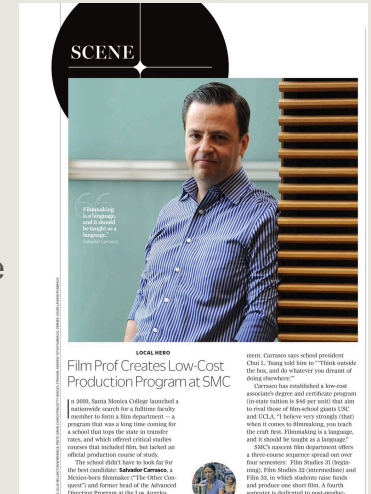 SCENE
Filmmaking
is a language,
and it should
be taught as a
language."
Salvador Carrasco
LOCAL HERO
Film Prof Creates Low-Cost
Production Program at SMC
In 2010, Santa Monica College launched a
nationwide search for a fulltime faculty
member to form a film department — a
program that was a long time coming for
a school that tops the state in transfer
rates, and which offered critical studies
courses that included film, but lacked an
official production course of study.
The school didn't have to look far for
the best candidate: Salvador Carrasco, a
Mexico-born filmmaker ("The Other Con-
quest") and former head of the Advanced
Directing Program at the Los Angeles
ment. Carrasco says school president
Chui L. Tsang told him to "'Think outside
the box, and do whatever you dreamt of
doing elsewhere.'"
Carrasco has established a low-cost
associate's degree and certificate program
(in-state tuition is $46 per unit) that aim
to rival those of film-school giants USC
and UCLA. "I believe very strongly (that)
when it comes to filmmaking, you teach
the craft first. Filmmaking is a language,
and it should be taught as a language."
SMC's nascent film department offers
a three-course sequence spread out over
four semesters: Film Studies 31 (begin-
ning), Film Studies 32 (intermediate) and
Film 33, in which students raise funds
and produce one short film. A fourth
semester is dedicated to post-produc-
e